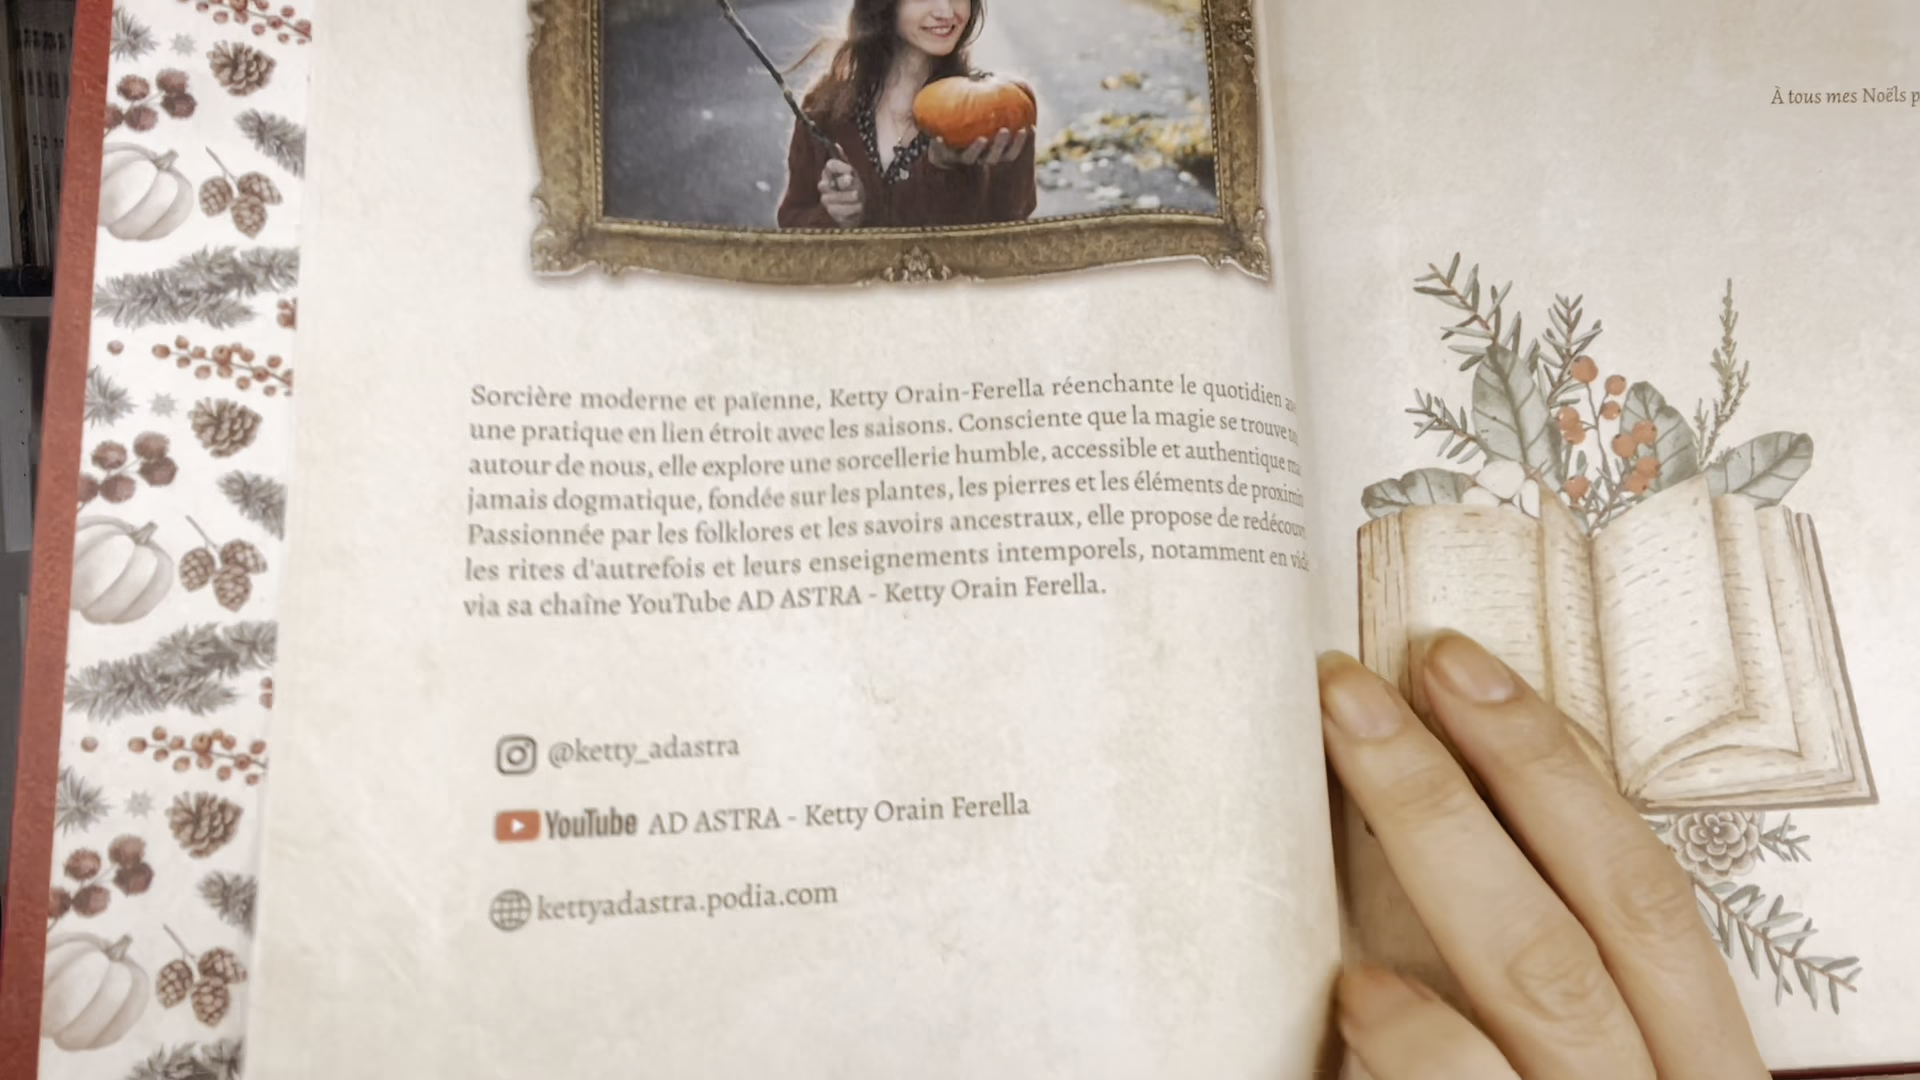 Sorcière moderne et païenne, Ketty Orain-Ferella réenchante le quotidien
une pratique en lien étroit avec les saisons. Consciente que la magie se trouve
autour de nous, elle explore une sorcellerie humble, accessible et authentique
jamais dogmatique, fondée sur les plantes, les pierres et les éléments de
Passionnée par les folklores et les savoirs ancestraux, elle propose de
les rites d'autrefois et leurs enseignements intemporels, notamment en
via sa chaîne YouTube AD ASTRA - Ketty Orain Ferella.
@ketty_adastra
YouTube AD ASTRA - Ketty Orain Ferella
kettyadastra.podia.com
À tous mes Noëls